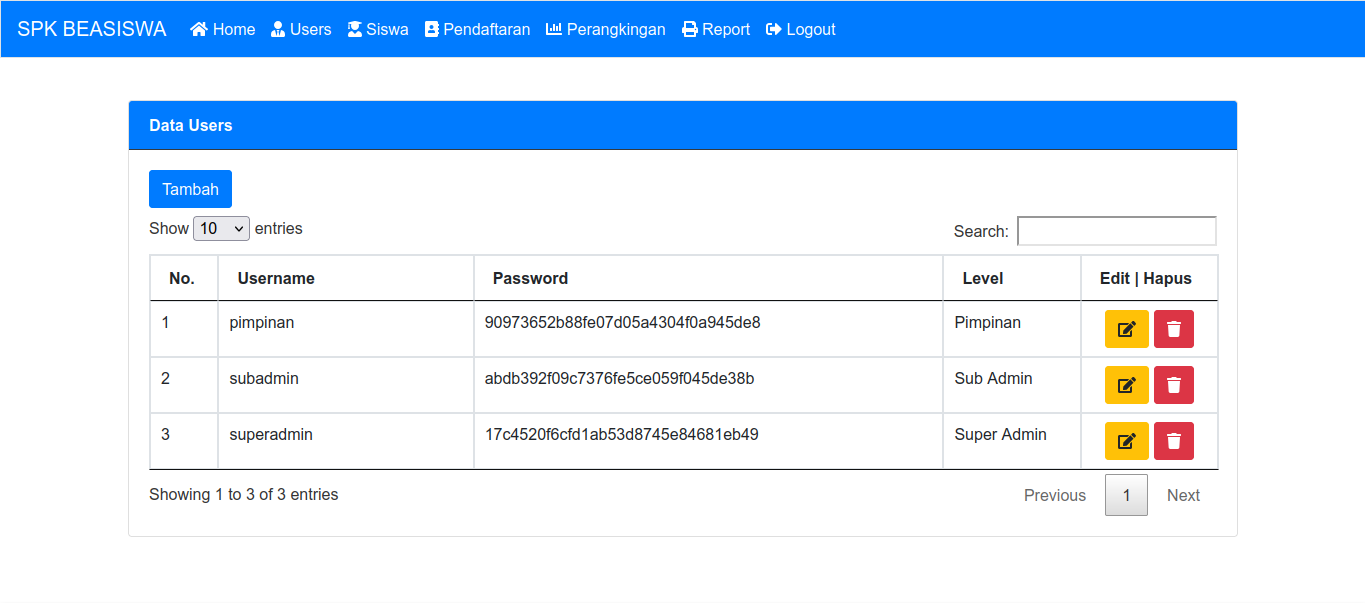 SPK BEASISWA Home Users Siswa Pendaftaran Perangkingan Report Logout
Data Users
Tambah
Show 10 entries Search:
No. Username Password Level Edit | Hapus
1 pimpinan 90973652b88fe07d05a4304f0a945de8 Pimpinan
2 subadmin abdb392f09c7376fe5ce059f045de38b Sub Admin
3 superadmin 17c4520f6cfd1ab53d8745e84681eb49 Super Admin
Showing 1 to 3 of 3 entries Previous 1 Next